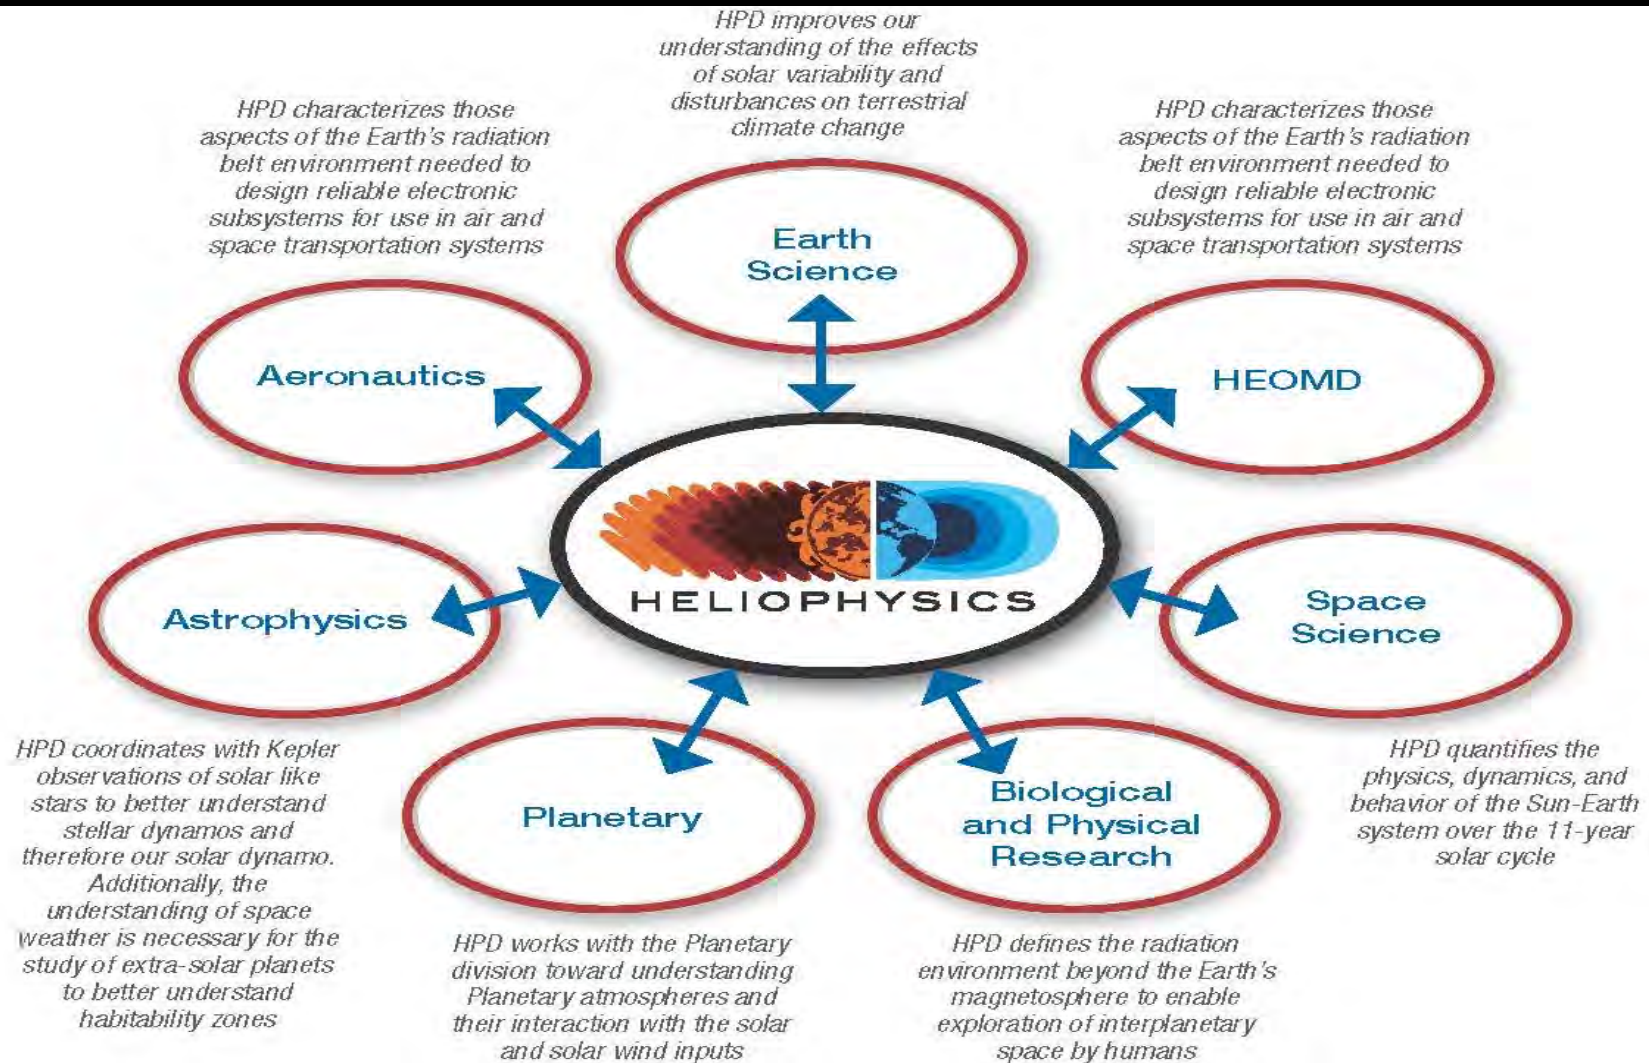 HPD improves our
understanding of the effects
of solar variability and
disturbances on terrestrial
climate change
HPD characterizes those
aspects of the Earth's radiation
belt environment needed to
design reliable electronic
subsystems for use in air and
space transportation systems
HPD characterizes those
aspects of the Earth's radiation
belt environment needed to
design reliable electronic
subsystems for use in air and
space transportation systems
Earth
Science
Aeronautics
HEOMD
HELIOPHYSICS
Astrophysics
Space
Science
Planetary
Biological
and Physical
Research
HPD coordinates with Kepler
observations of solar like
stars to better understand
stellar dynamos and
therefore our solar dynamo.
Additionally, the
understanding of space
weather is necessary for the
study of extra-solar planets
to better understand
habitability zones
HPD works with the Planetary
division toward understanding
Planetary atmospheres and
their interaction with the solar
and solar wind inputs
HPD defines the radiation
environment beyond the Earth's
magnetosphere to enable
exploration of interplanetary
space by humans
HPD quantifies the
physics, dynamics, and
behavior of the Sun-Earth
system over the 11-year
solar cycle